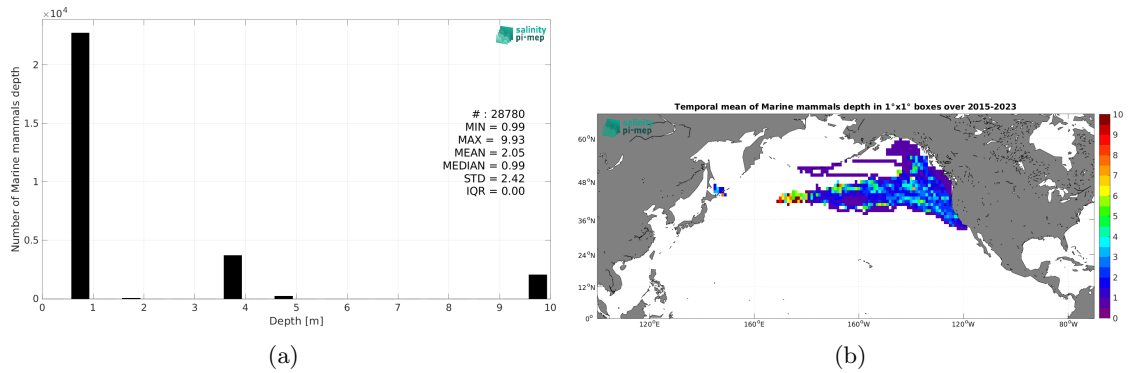 ×10⁴
salinity
pi-mep
Number of Marine mammals depth
2
1.5
1
0.5
0
# : 28780
MIN = 0.99
MAX = 9.93
MEAN = 2.05
MEDIAN = 0.99
STD = 2.42
IQR = 0.00
0 1 2 3 4 5 6 7 8 9 10
Depth [m]
(a)
Temporal mean of Marine mammals depth in 1°x1° boxes over 2015-2023
salinity
pi-mep
60°N
48°N
36°N
24°N
12°N
0°
120°E 160°E 160°W 120°W 80°W
10
9
8
7
6
5
4
3
2
1
0
(b)